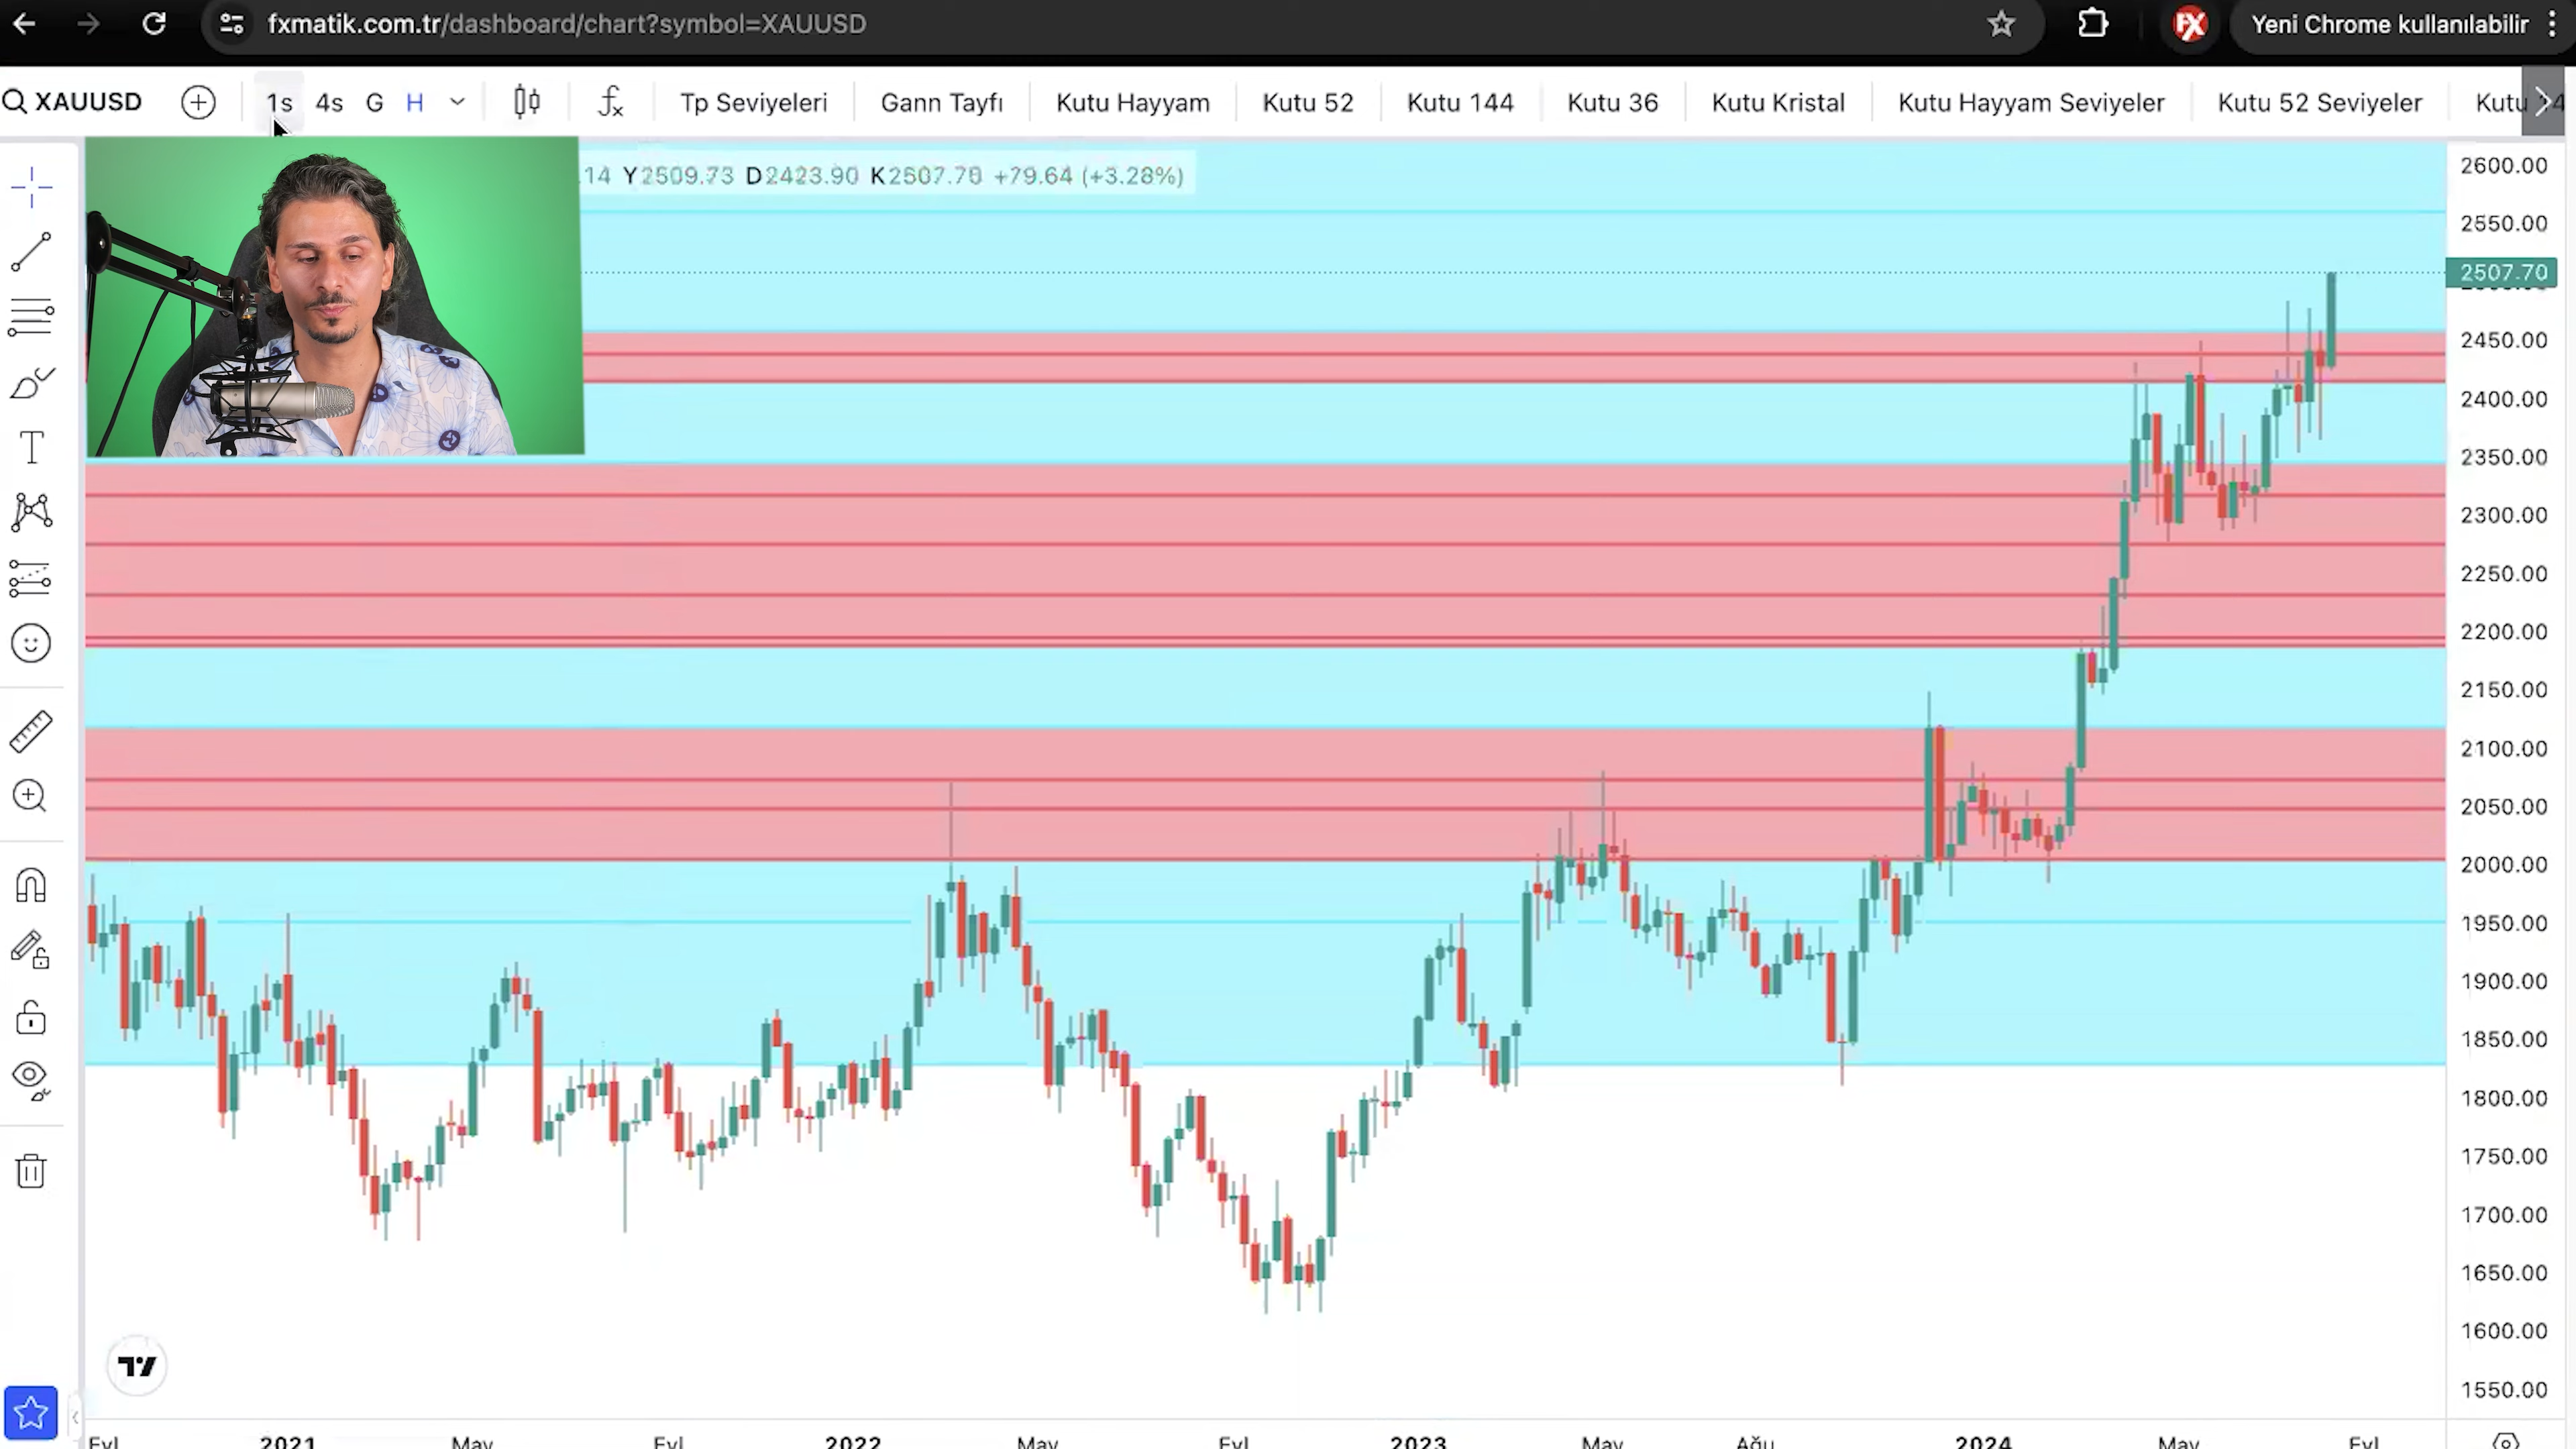 fxmatik.com.tr/dashboard/chart?symbol=XAUUSD
Yeni Chrome kullanılabilir
XAUUSD
1s 4s G H
Tp Seviyeleri
Gann Tayfı
Kutu Hayyam
Kutu 52
Kutu 144
Kutu 36
Kutu Kristal
Kutu Hayyam Seviyeler
Kutu 52 Seviyeler
Kutu
.14 Y2509.73 D2423.90 K2507.70 +79.64 (+3.28%)
2600.00
2550.00
2507.70
2450.00
2400.00
2350.00
2300.00
2250.00
2200.00
2150.00
2100.00
2050.00
2000.00
1950.00
1900.00
1850.00
1800.00
1750.00
1700.00
1650.00
1600.00
1550.00
Eyl 2021 May Eyl 2022 May Eyl 2023 May Ağu 2024 May Eyl